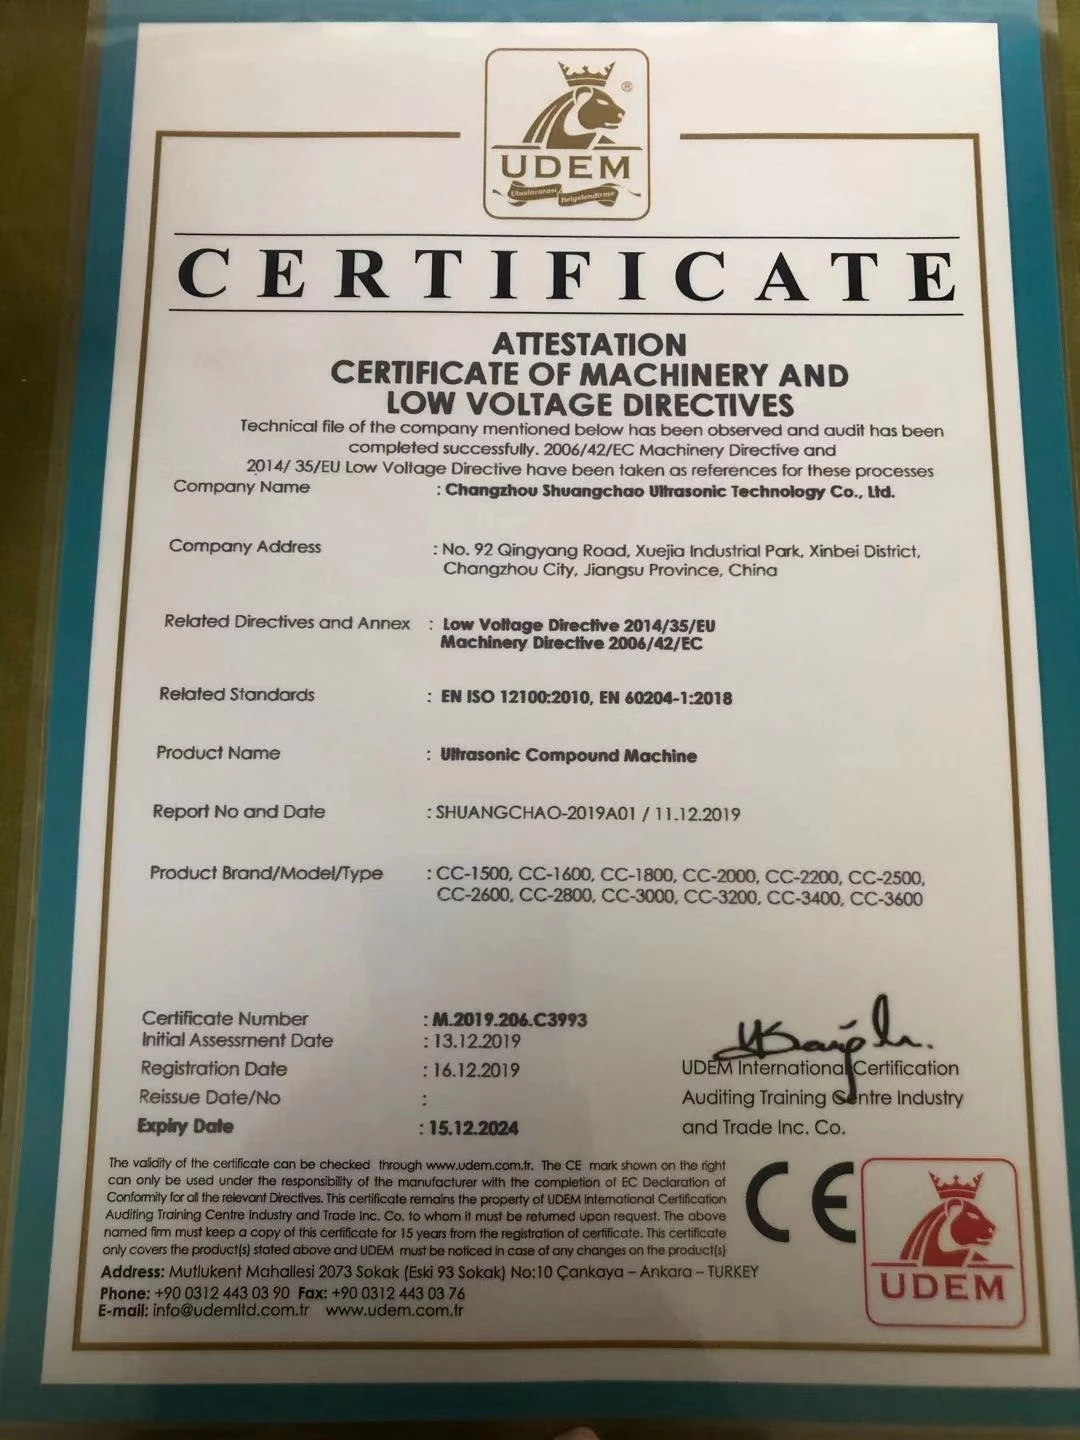 ®
UDEM
Uluslararası Belgelendirme
CERTIFICATE
ATTESTATION
CERTIFICATE OF MACHINERY AND
LOW VOLTAGE DIRECTIVES
Technical file of the company mentioned below has been observed and audit has been
completed successfully. 2006/42/EC Machinery Directive and
2014/ 35/EU Low Voltage Directive have been taken as references for these processes
Company Name : Changzhou Shuangchao Ultrasonic Technology Co., Ltd.
Company Address : No. 92 Qingyang Road, Xuejia Industrial Park, Xinbei District,
Changzhou City, Jiangsu Province, China
Related Directives and Annex : Low Voltage Directive 2014/35/EU
Machinery Directive 2006/42/EC
Related Standards : EN ISO 12100:2010, EN 60204-1:2018
Product Name : Ultrasonic Compound Machine
Report No and Date : SHUANGCHAO-2019A01 / 11.12.2019
Product Brand/Model/Type : CC-1500, CC-1600, CC-1800, CC-2000, CC-2200, CC-2500,
CC-2600, CC-2800, CC-3000, CC-3200, CC-3400, CC-3600
Certificate Number : M.2019.206.C3993
Initial Assessment Date : 13.12.2019
Registration Date : 16.12.2019
Reissue Date/No :
Expiry Date : 15.12.2024
UDEM International Certification
Auditing Training Centre Industry
and Trade Inc. Co.
The validity of the certificate can be checked through www.udem.com.tr. The CE mark shown on the right
can only be used under the responsibility of the manufacturer with the completion of EC Declaration of
Conformity for all the relevant Directives. This certificate remains the property of UDEM International Certification
Auditing Training Centre Industry and Trade Inc. Co. to whom it must be returned upon request. The above
named firm must keep a copy of this certificate for 15 years from the registration of certificate. This certificate
only covers the product(s) stated above and UDEM must be noticed in case of any changes on the product(s)
Address: Mutlukent Mahallesi 2073 Sokak (Eski 93 Sokak) No:10 Çankaya – Ankara – TURKEY
Phone: +90 0312 443 03 90 Fax: +90 0312 443 03 76
E-mail: info@udemltd.com.tr www.udem.com.tr
CE
UDEM